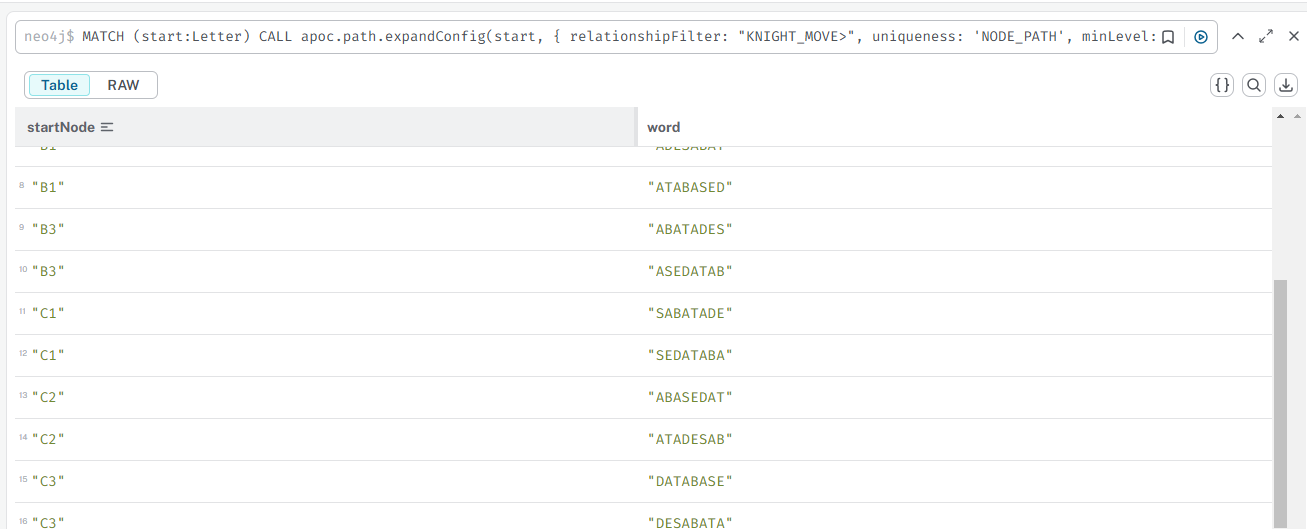 neo4j$ MATCH (start:Letter) CALL apoc.path.expandConfig(start, { relationshipFilter: "KNIGHT_MOVE>", uniqueness: 'NODE_PATH', minLevel:
Table RAW
startNode word
"B1" "ADESABAT"
8 "B1" "ATABASED"
9 "B3" "ABATADES"
10 "B3" "ASEDATAB"
11 "C1" "SABATADE"
12 "C1" "SEDATABA"
13 "C2" "ABASEDAT"
14 "C2" "ATADESAB"
15 "C3" "DATABASE"
16 "C3" "DESABATA"